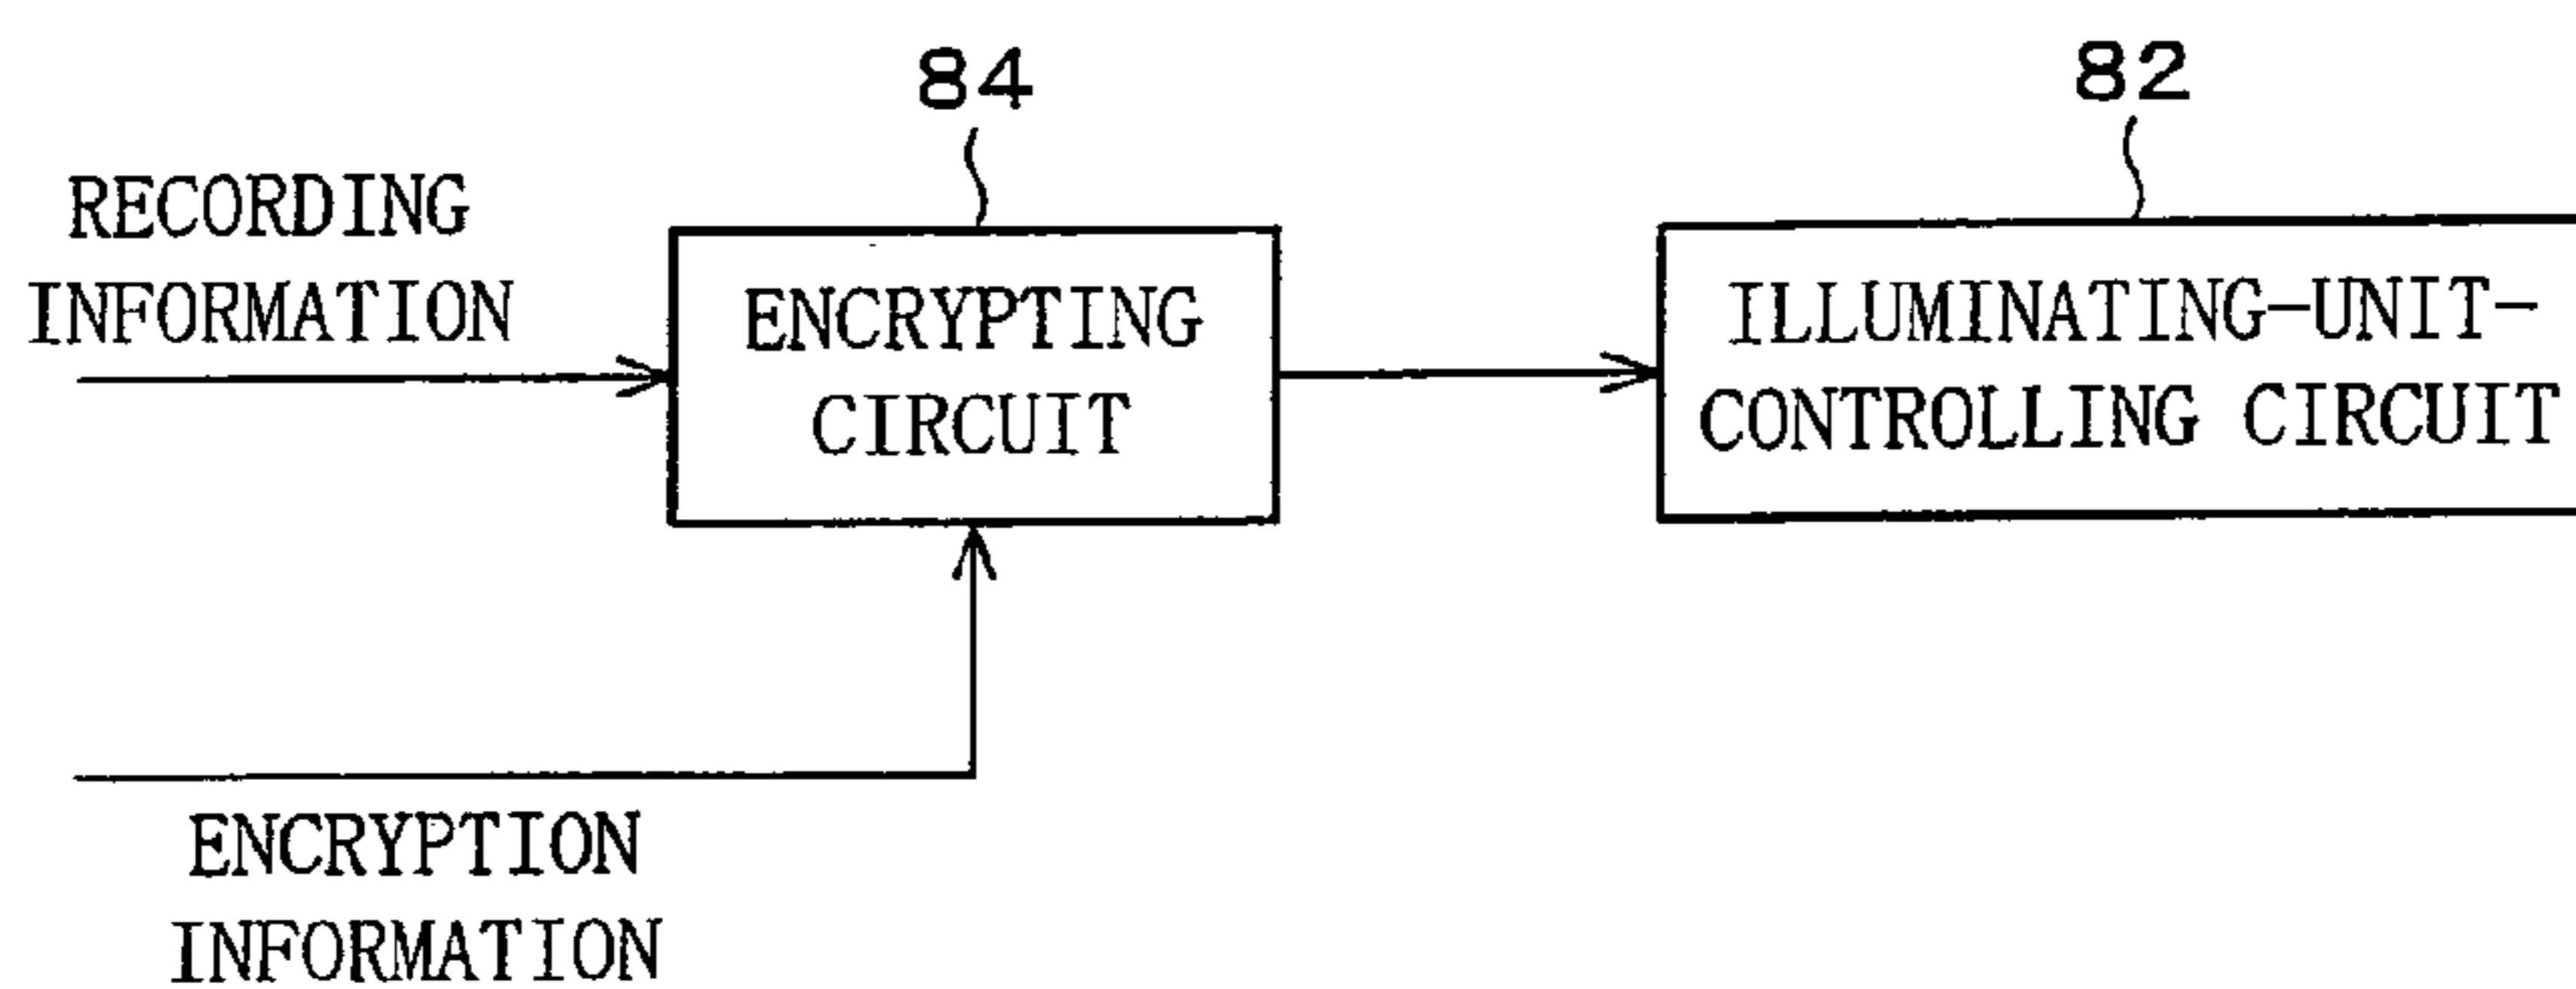 84
82
RECORDING
INFORMATION
ENCRYPTING
CIRCUIT
ILLUMINATING-UNIT-
CONTROLLING CIRCUIT
ENCRYPTION
INFORMATION